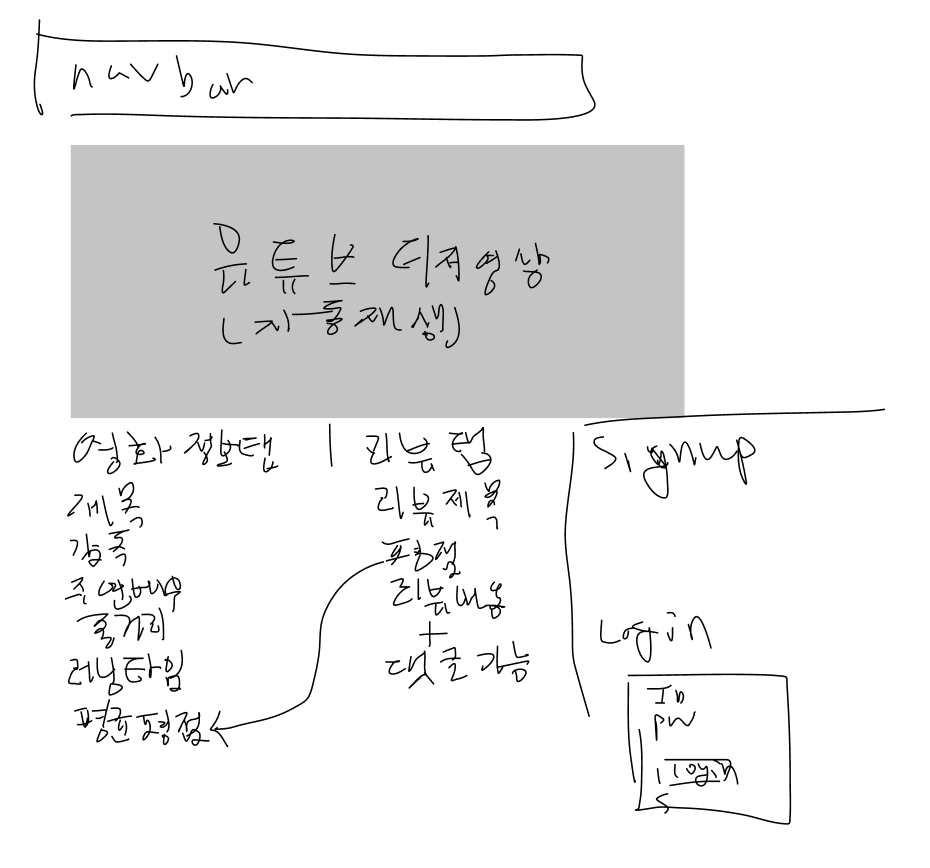 navbar
유튜브 티저영상
(자동재생)
영화 정보탭 | 리뷰 탭
제목
감독
주연배우
줄거리
러닝타임
평균평점
리뷰제목
평점
리뷰내용
+
댓글가능
Signup
Login
ID
PW
login